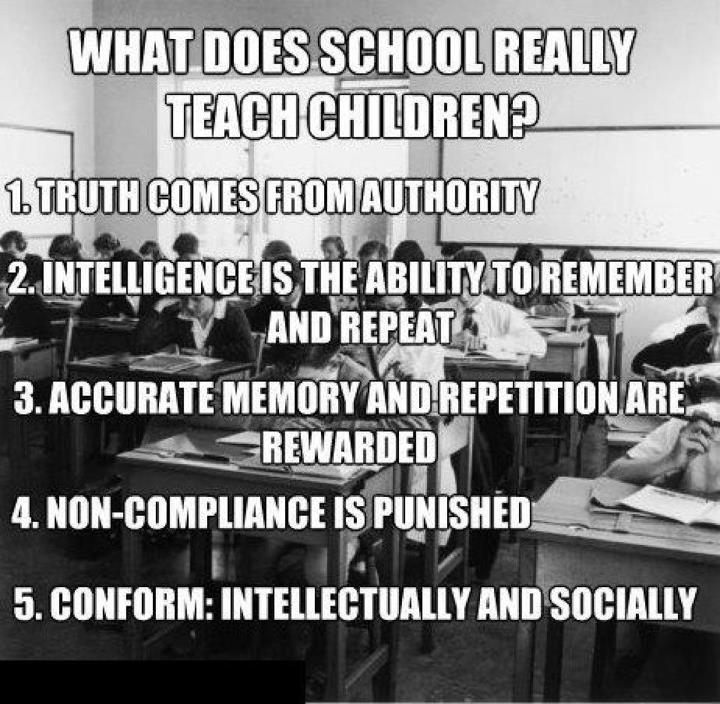 WHAT DOES SCHOOL REALLY
TEACH CHILDREN?
1. TRUTH COMES FROM AUTHORITY
2. INTELLIGENCE IS THE ABILITY TO REMEMBER
AND REPEAT
3. ACCURATE MEMORY AND REPETITION ARE
REWARDED
4. NON-COMPLIANCE IS PUNISHED
5. CONFORM: INTELLECTUALLY AND SOCIALLY